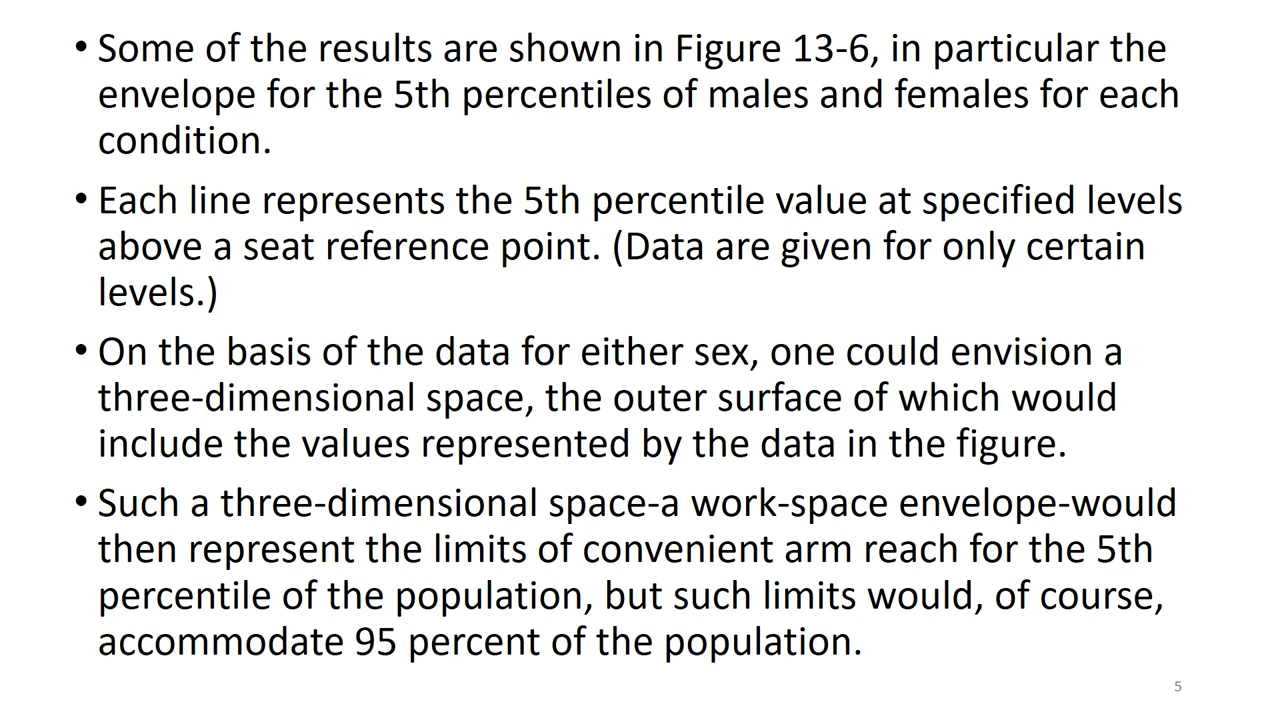 • Some of the results are shown in Figure 13-6, in particular the
envelope for the 5th percentiles of males and females for each
condition.
• Each line represents the 5th percentile value at specified levels
above a seat reference point. (Data are given for only certain
levels.)
• On the basis of the data for either sex, one could envision a
three-dimensional space, the outer surface of which would
include the values represented by the data in the figure.
• Such a three-dimensional space-a work-space envelope-would
then represent the limits of convenient arm reach for the 5th
percentile of the population, but such limits would, of course,
accommodate 95 percent of the population.
5